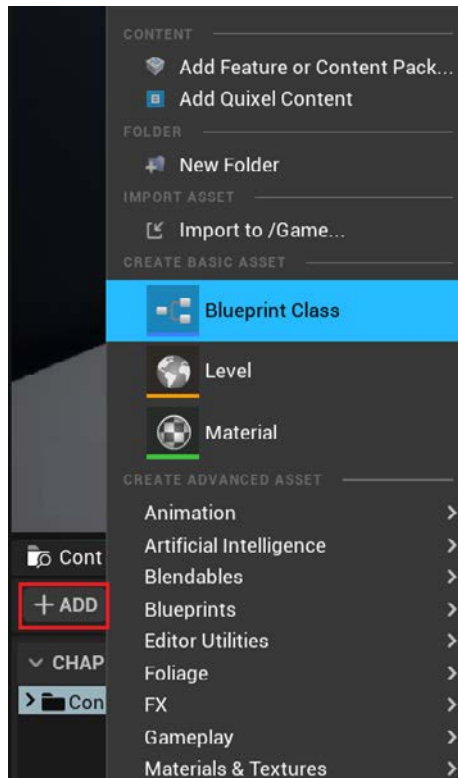 CONTENT
Add Feature or Content Pack...
Add Quixel Content
FOLDER
New Folder
IMPORT ASSET
Import to /Game...
CREATE BASIC ASSET
Blueprint Class
Level
Material
CREATE ADVANCED ASSET
Animation
Artificial Intelligence
Blendables
Blueprints
Editor Utilities
Foliage
FX
Gameplay
Materials & Textures
Cont
+ ADD
CHAP
Con